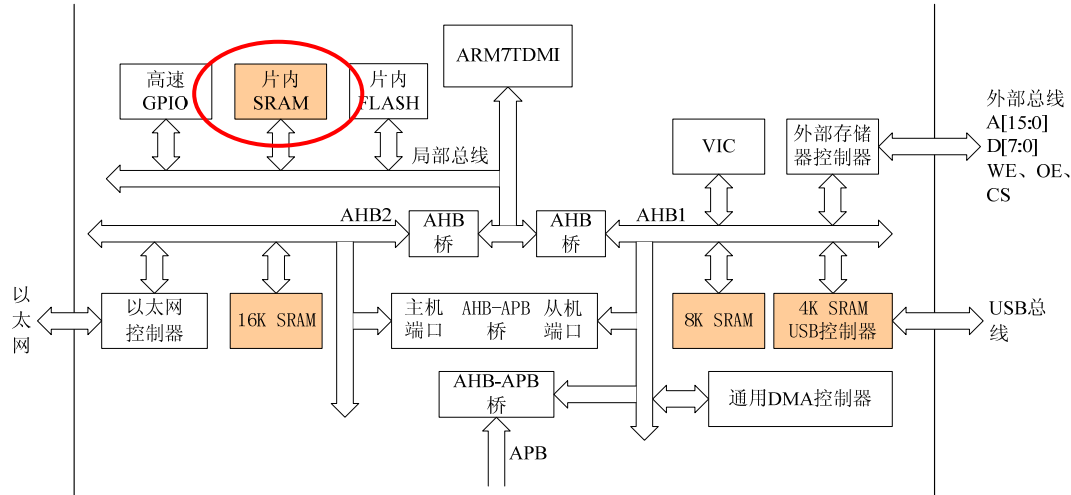 ARM7TDMI
高速
GPIO
片内
SRAM
片内
FLASH
局部总线
VIC
外部存储
器控制器
外部总线
A[15:0]
D[7:0]
WE、OE、
CS
AHB2
AHB
桥
AHB
桥
AHB1
以
太
网
以太网
控制器
16K SRAM
主机
端口
AHB-APB
桥
从机
端口
8K SRAM
4K SRAM
USB控制器
USB总
线
AHB-APB
桥
通用DMA控制器
APB